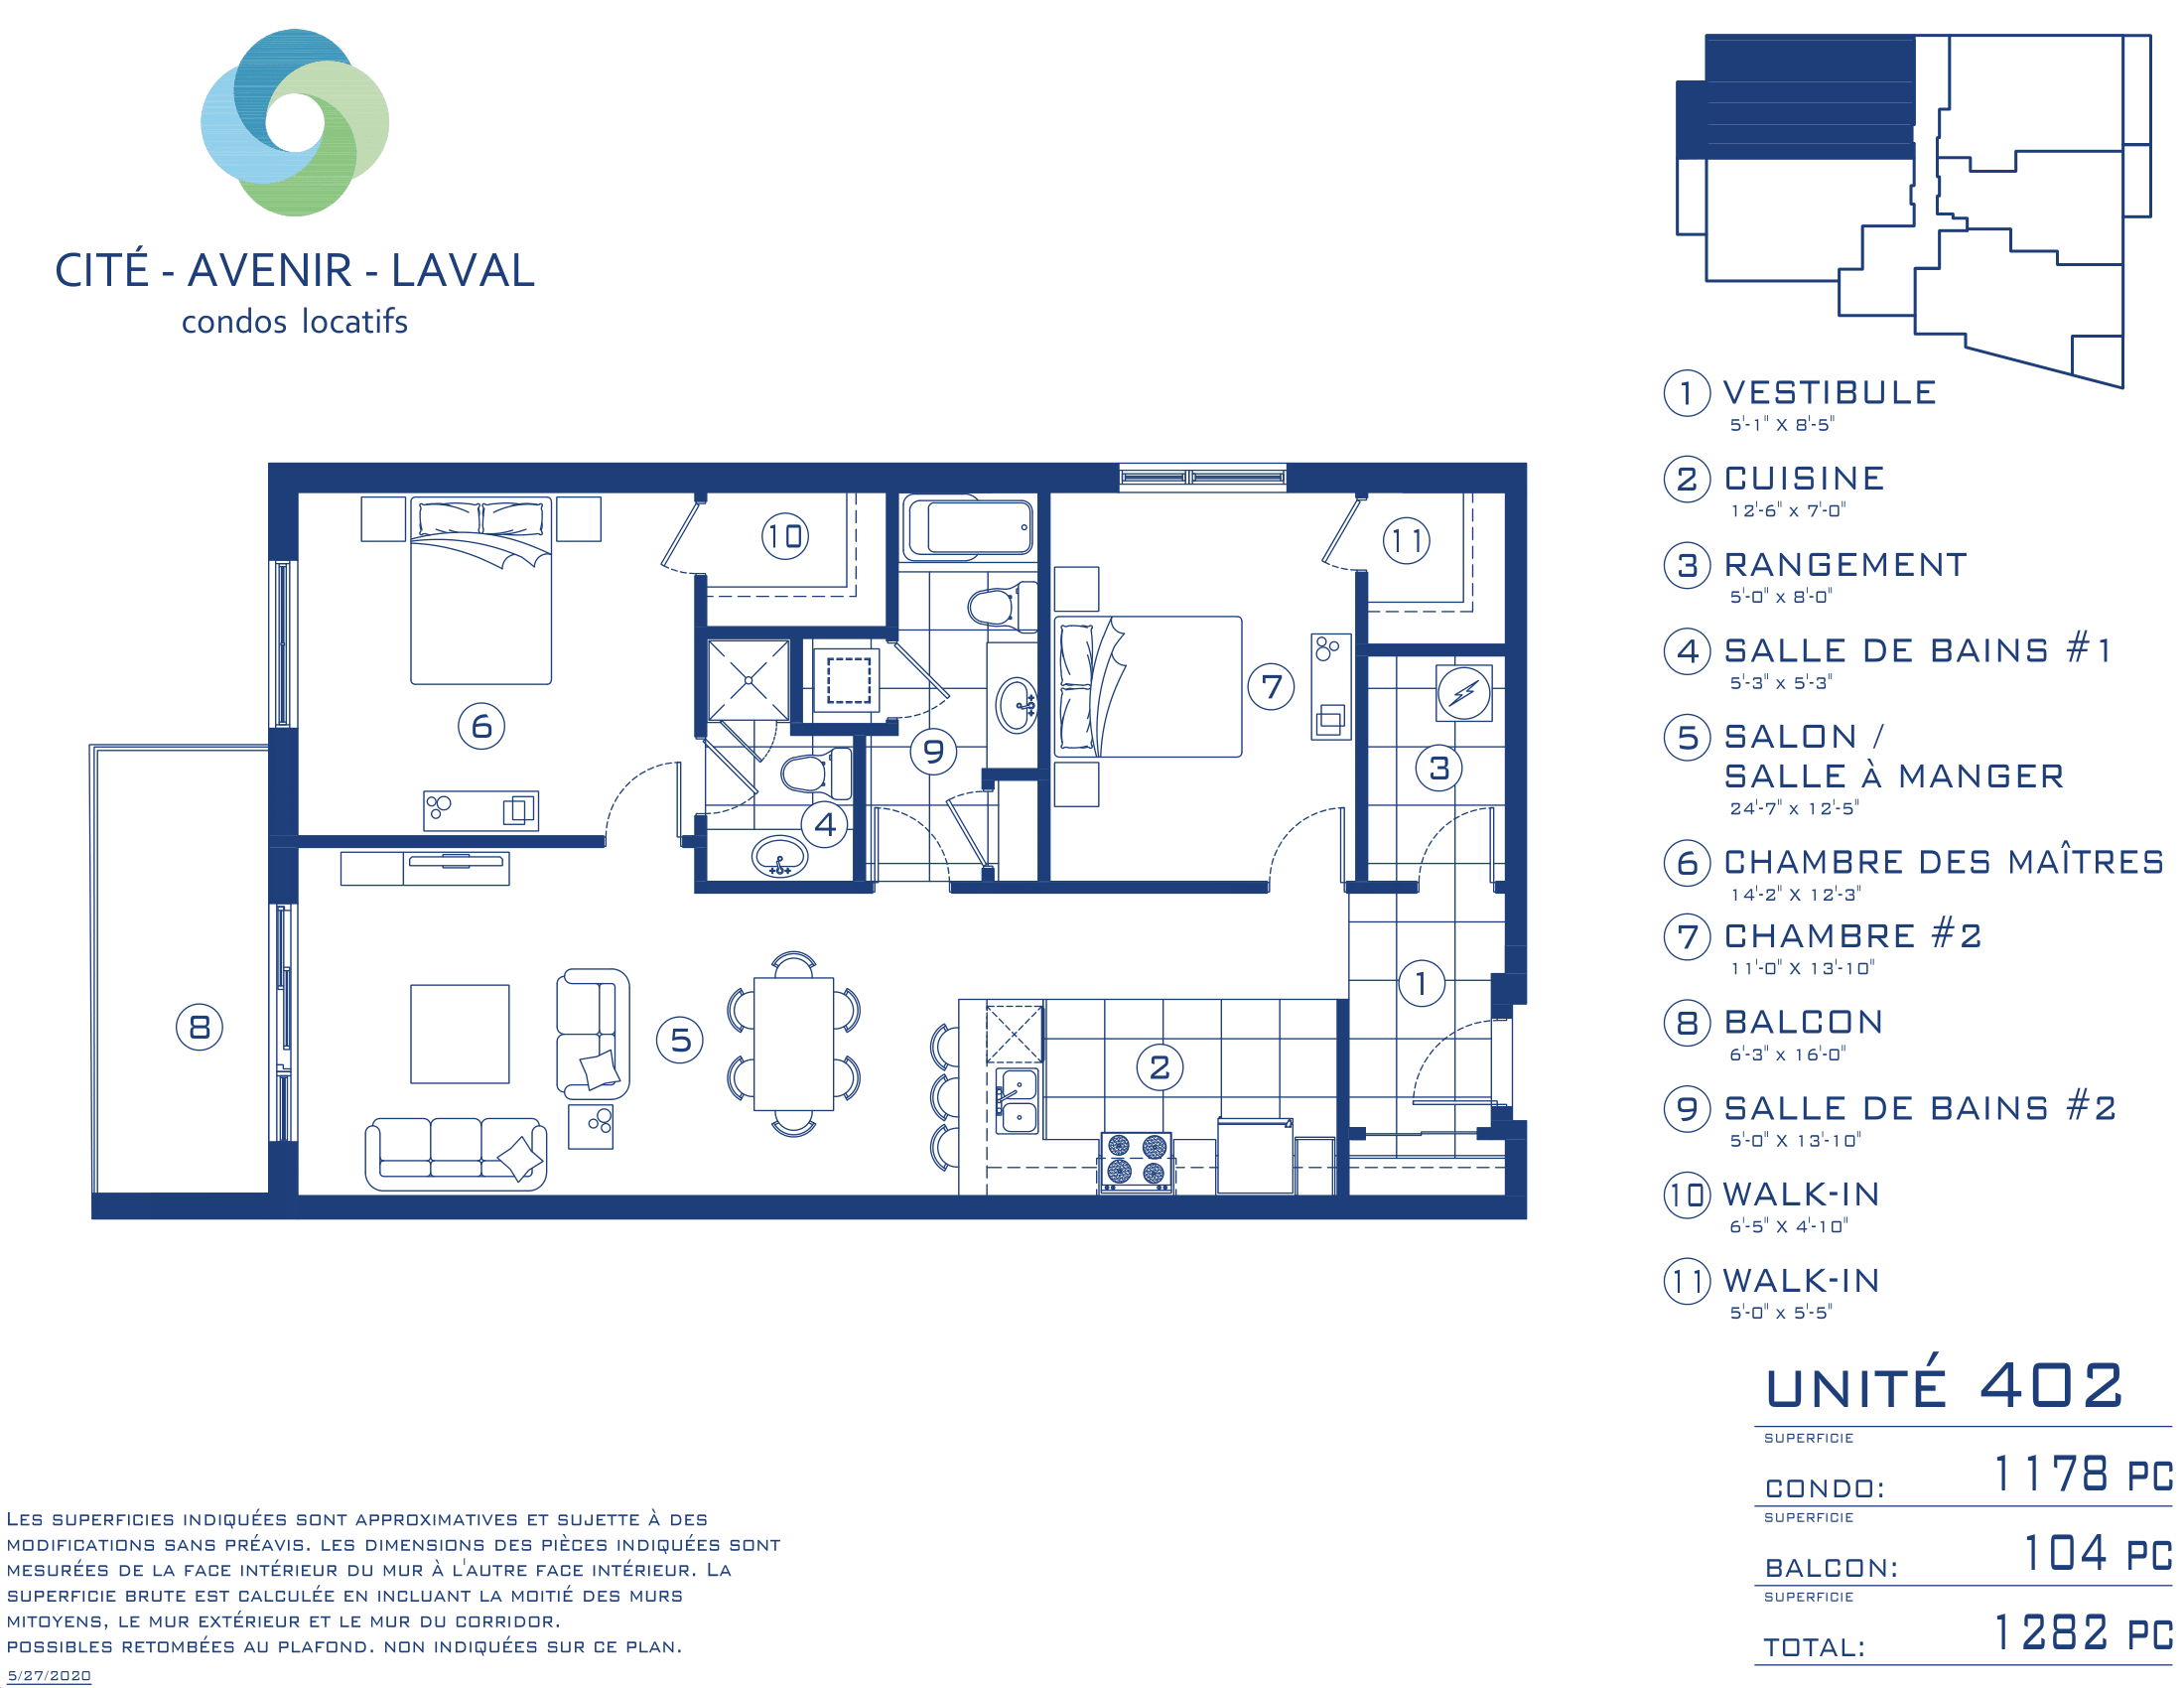 CITÉ - AVENIR - LAVAL
condos locatifs
1 VESTIBULE
5'-1" X 8'-5"
2 CUISINE
12'-6" X 7'-0"
3 RANGEMENT
5'-0" X 8'-0"
4 SALLE DE BAINS #1
5'-3" X 5'-3"
5 SALON /
SALLE À MANGER
24'-7" X 12'-5"
6 CHAMBRE DES MAÎTRES
14'-2" X 12'-3"
7 CHAMBRE #2
11'-0" X 13'-10"
8 BALCON
6'-3" X 16'-0"
9 SALLE DE BAINS #2
5'-0" X 13'-10"
10 WALK-IN
6'-5" X 4'-10"
11 WALK-IN
5'-0" X 5'-5"
10
11
6
7
9
3
4
1
8
5
2
UNITÉ 402
SUPERFICIE
CONDO: 1178 PC
SUPERFICIE
BALCON: 104 PC
SUPERFICIE
TOTAL: 1282 PC
LES SUPERFICIES INDIQUÉES SONT APPROXIMATIVES ET SUJETTE À DES
MODIFICATIONS SANS PRÉAVIS. LES DIMENSIONS DES PIÈCES INDIQUÉES SONT
MESURÉES DE LA FACE INTÉRIEUR DU MUR À L'AUTRE FACE INTÉRIEUR. LA
SUPERFICIE BRUTE EST CALCULÉE EN INCLUANT LA MOITIÉ DES MURS
MITOYENS, LE MUR EXTÉRIEUR ET LE MUR DU CORRIDOR.
POSSIBLES RETOMBÉES AU PLAFOND. NON INDIQUÉES SUR CE PLAN.
5/27/2020